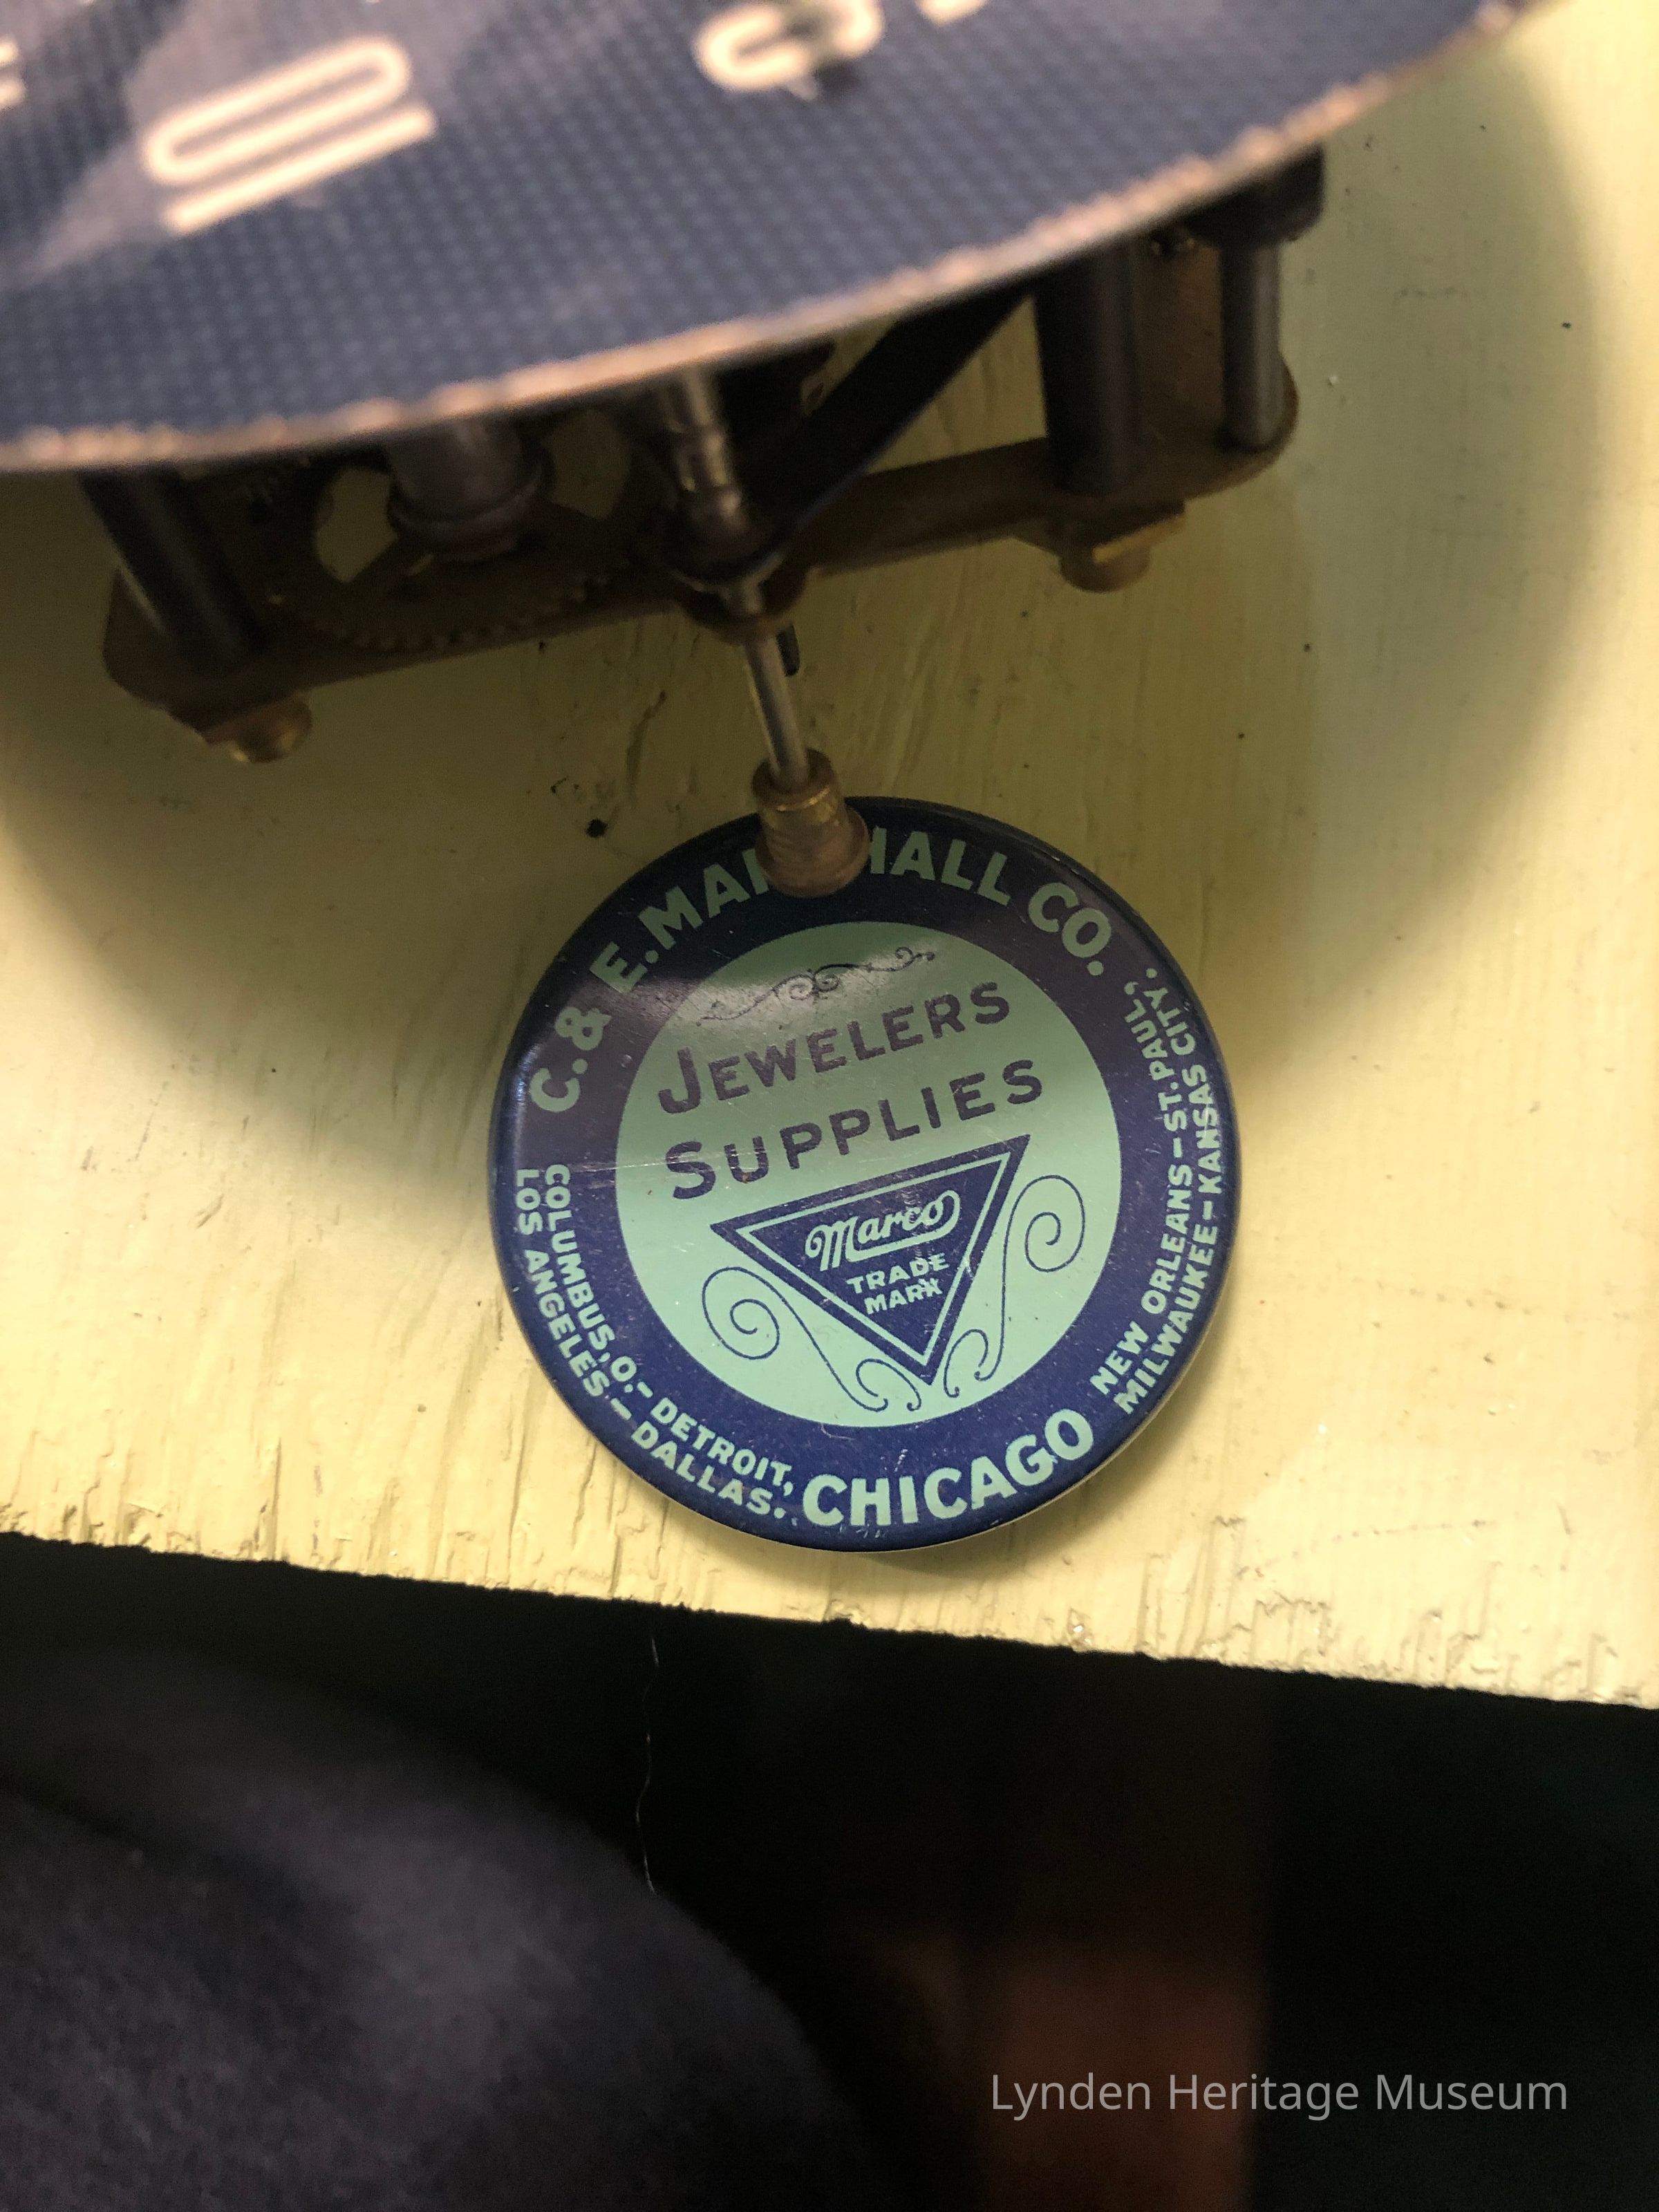 C. & E. MARSHALL CO.
JEWELERS
SUPPLIES
Marco
TRADE
MARK
COLUMBUS, O. – DETROIT,
LOS ANGELES – DALLAS.
CHICAGO
NEW ORLEANS – ST. PAUL,
MILWAUKEE – KANSAS CITY.
Lynden Heritage Museum